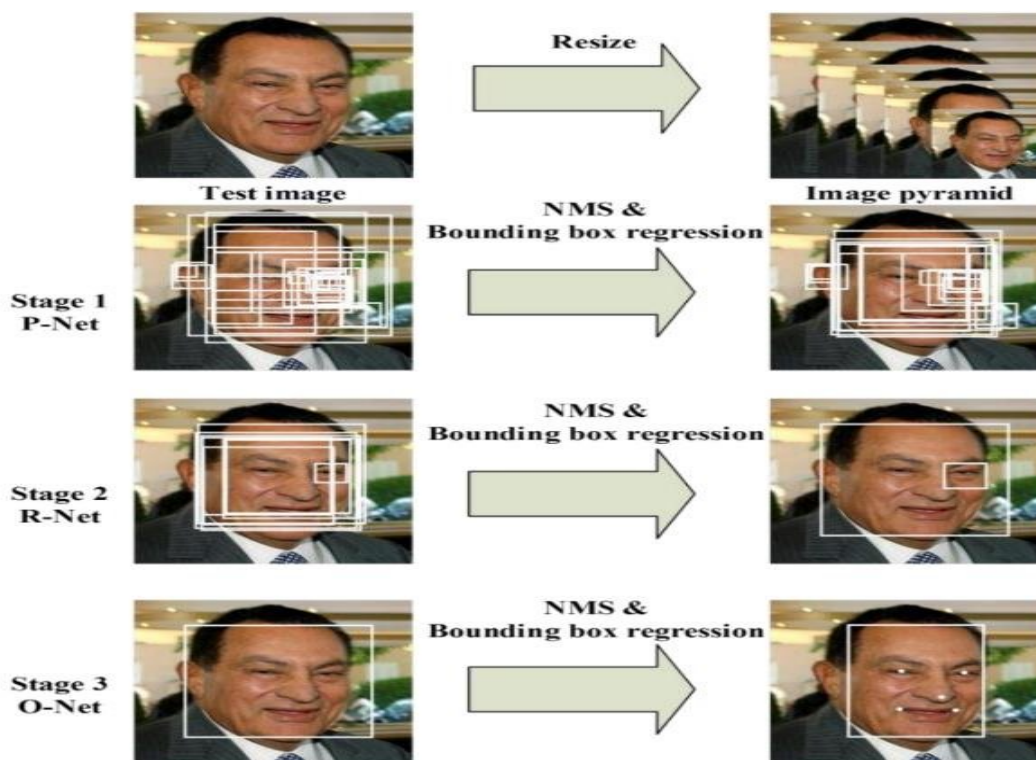 Resize
Test image
Image pyramid
NMS &
Bounding box regression
Stage 1
P-Net
NMS &
Bounding box regression
Stage 2
R-Net
NMS &
Bounding box regression
Stage 3
O-Net